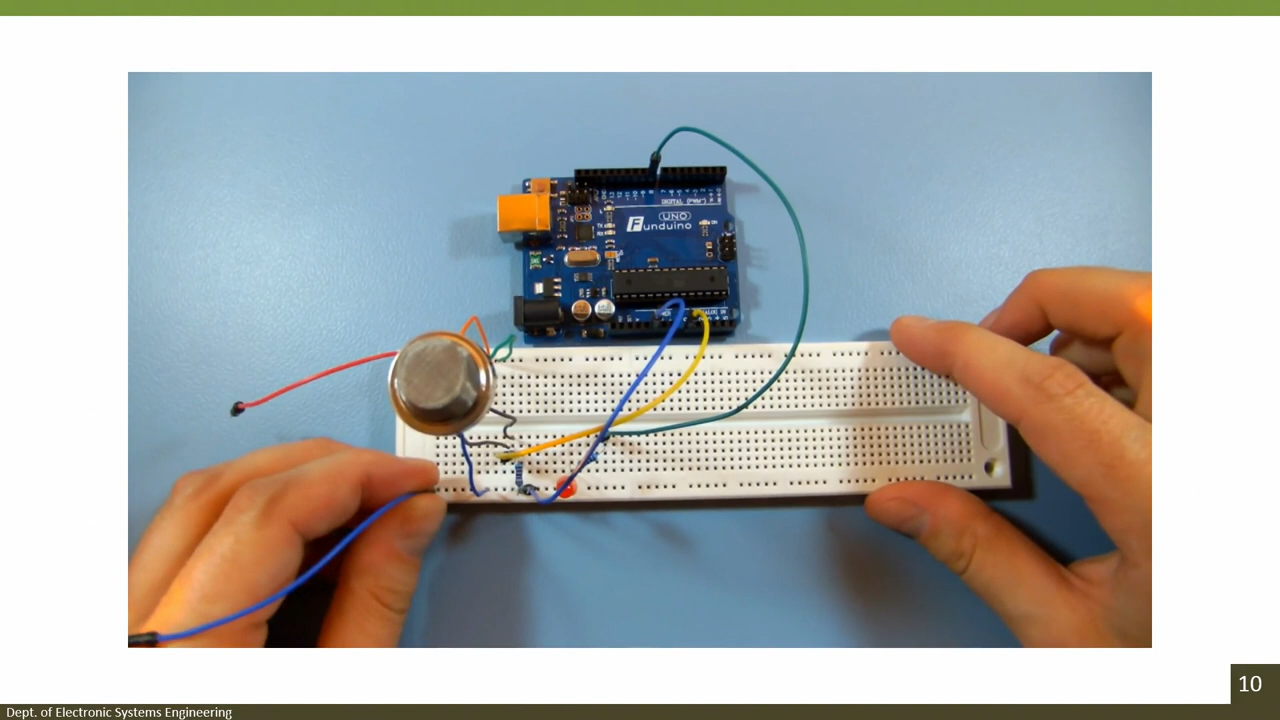 DIGITAL (PWM~)
UNO
Funduino
10
Dept. of Electronic Systems Engineering